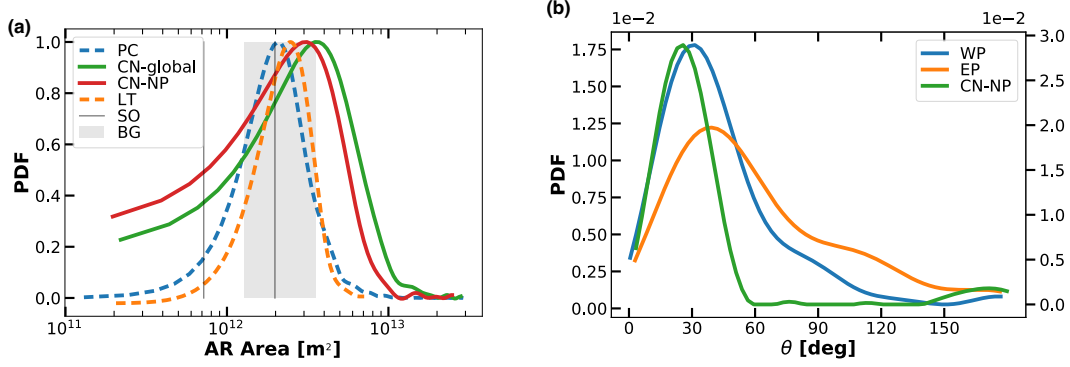 (a)
PDF
1.0
0.8
0.6
0.4
0.2
0.0
PC
CN-global
CN-NP
LT
SO
BG
10¹¹
10¹²
10¹³
AR Area [m²]
(b)
1e−2
1e−2
PDF
1.75
1.50
1.25
1.00
0.75
0.50
0.25
0.00
WP
EP
CN-NP
3.0
2.5
2.0
1.5
1.0
0.5
0.0
0
30
60
90
120
150
θ [deg]